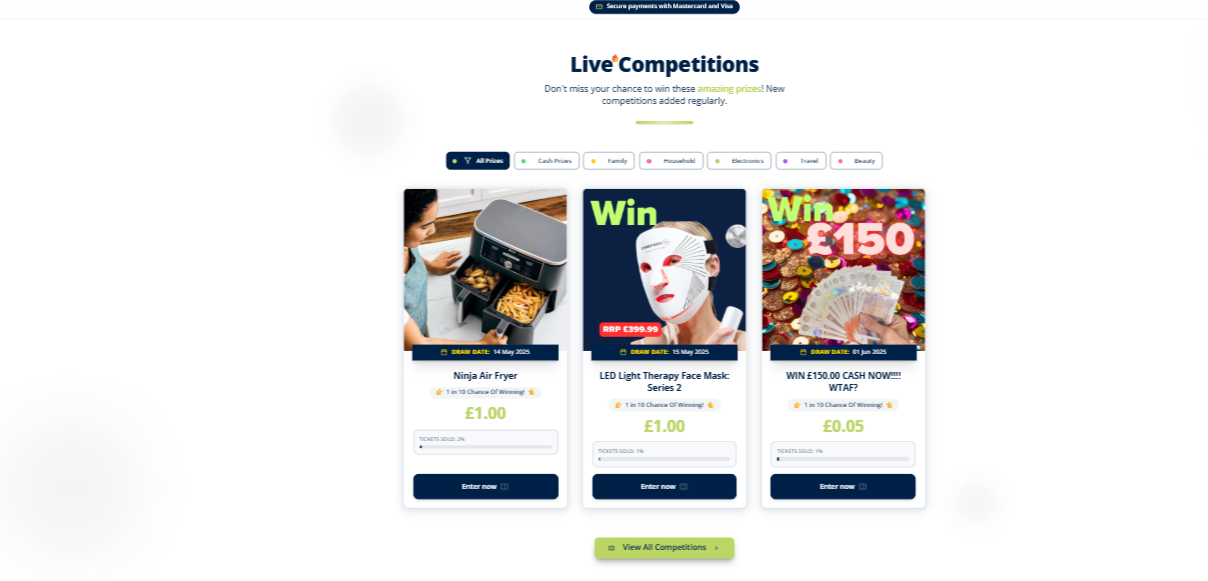 Secure payments with Mastercard and Visa
Live Competitions
Don't miss your chance to win these amazing prizes! New
competitions added regularly.
All Prizes
Cash Prizes
Family
Household
Electronics
Travel
Beauty
DRAW DATE: 14 May 2025
Ninja Air Fryer
1 in 10 Chance Of Winning!
£1.00
TICKETS SOLD: 2%
Enter now
Win
RRP £399.99
DRAW DATE: 15 May 2025
LED Light Therapy Face Mask:
Series 2
1 in 10 Chance Of Winning!
£1.00
TICKETS SOLD: 1%
Enter now
Win
£150
DRAW DATE: 01 Jun 2025
WIN £150.00 CASH NOW!!!!
WTAF?
1 in 10 Chance Of Winning!
£0.05
TICKETS SOLD: 1%
Enter now
View All Competitions